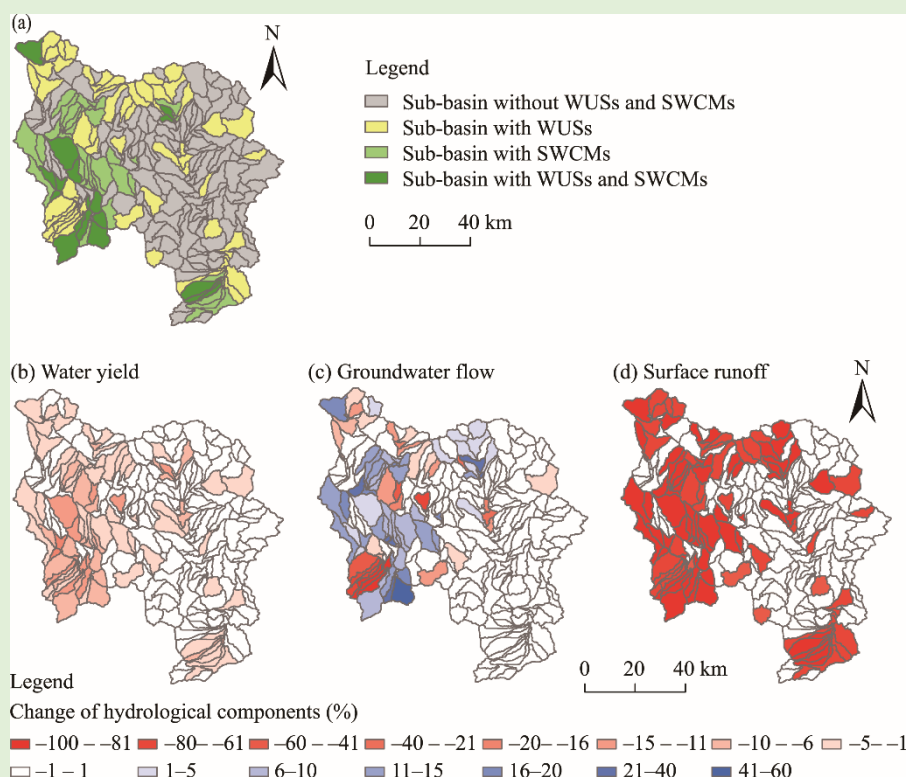 (a)
N
Legend
Sub-basin without WUSs and SWCMs
Sub-basin with WUSs
Sub-basin with SWCMs
Sub-basin with WUSs and SWCMs
0 20 40 km
(b) Water yield (c) Groundwater flow (d) Surface runoff
N
0 20 40 km
Legend
Change of hydrological components (%)
–100 – –81 –80 – –61 –60 – –41 –40 – –21 –20 – –16 –15 – –11 –10 – –6 –5 – –1
–1 – 1 1–5 6–10 11–15 16–20 21–40 41–60